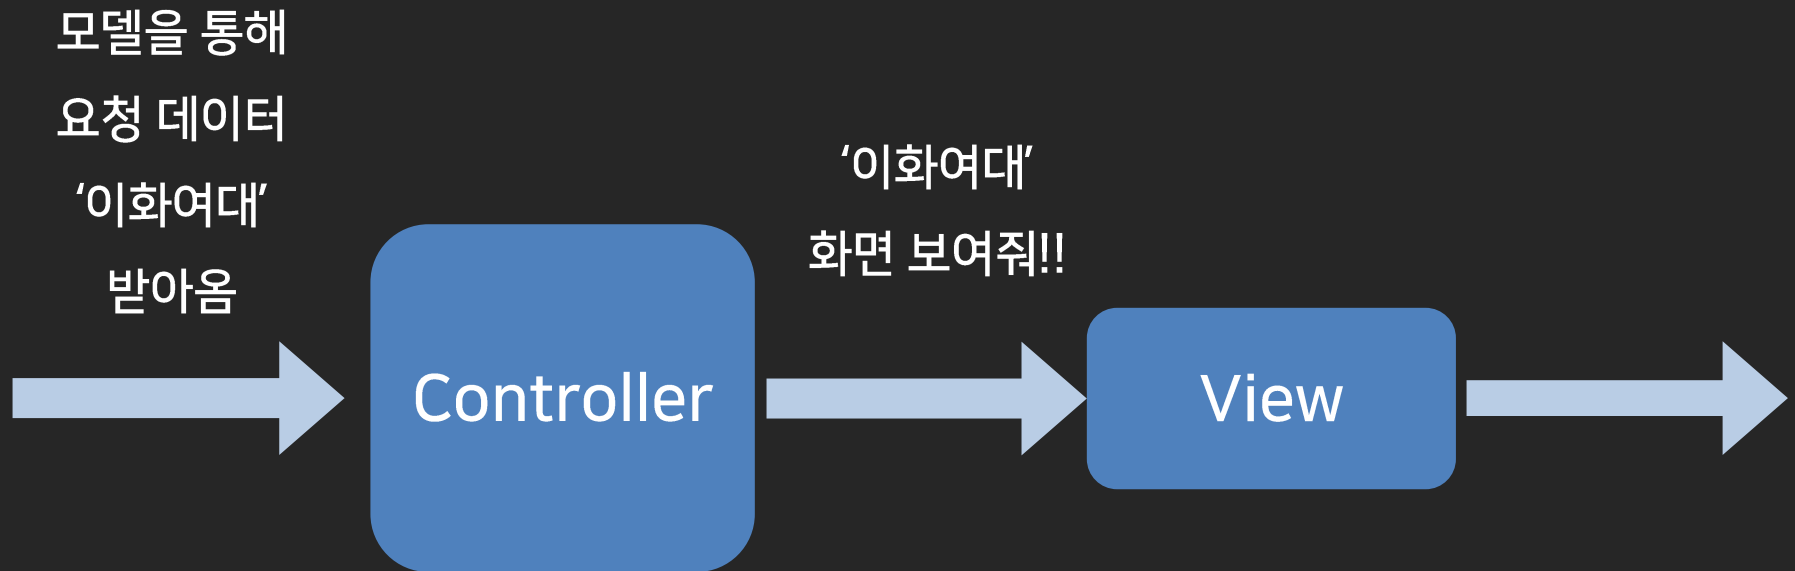 모델을 통해
요청 데이터
‘이화여대’
받아옴
‘이화여대’
화면 보여줘!!
Controller
View